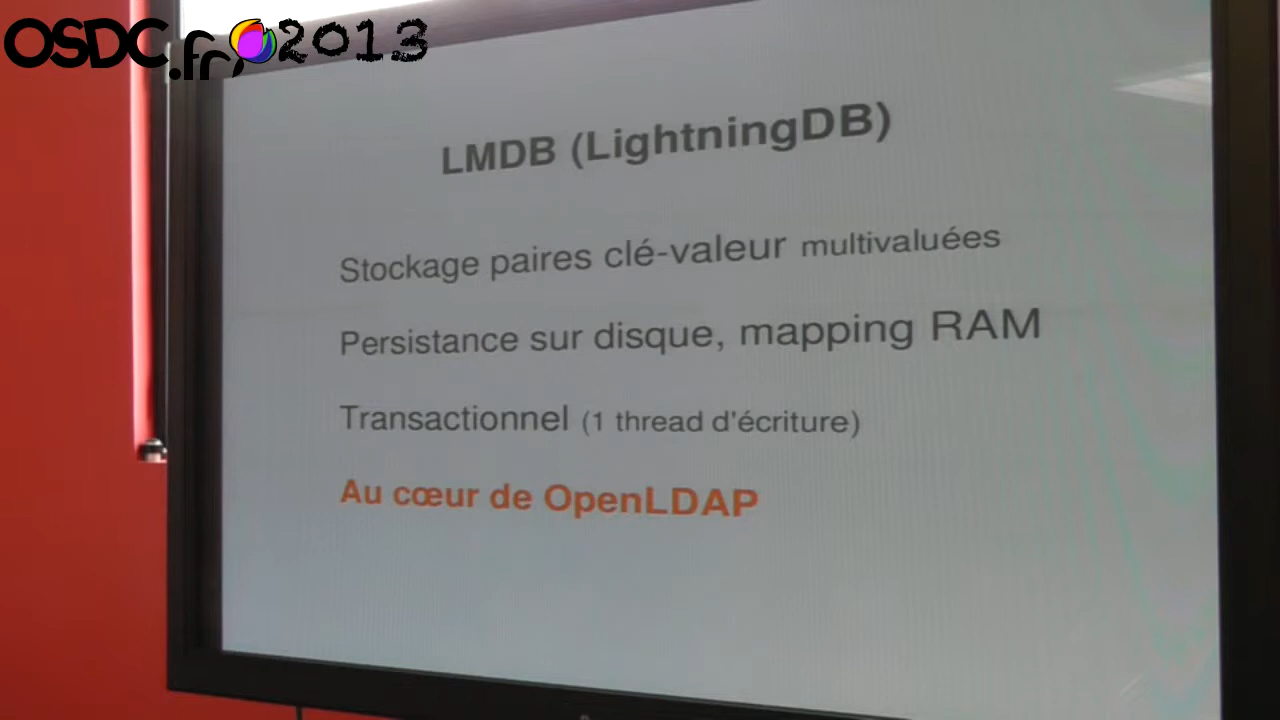 OSDC.fr 2013
LMDB (LightningDB)
Stockage paires clé-valeur multivaluées
Persistance sur disque, mapping RAM
Transactionnel (1 thread d'écriture)
Au cœur de OpenLDAP